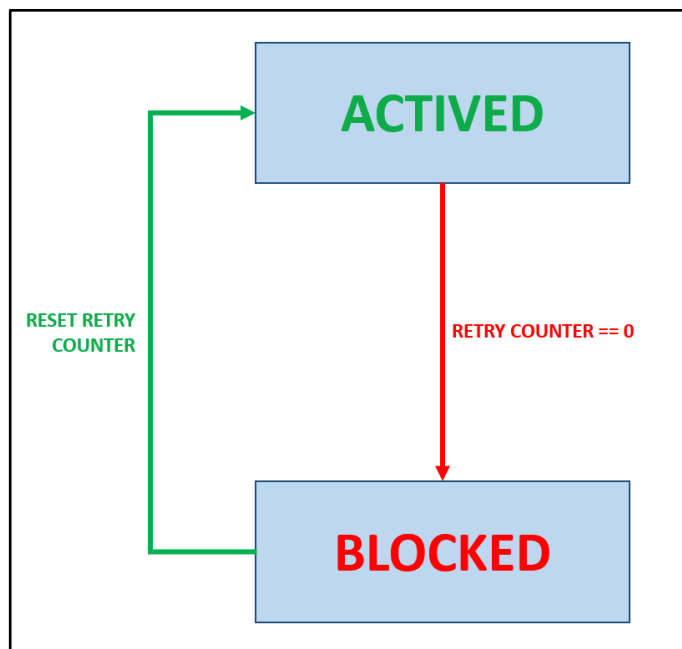 ACTIVED
RESET RETRY
COUNTER
RETRY COUNTER == 0
BLOCKED